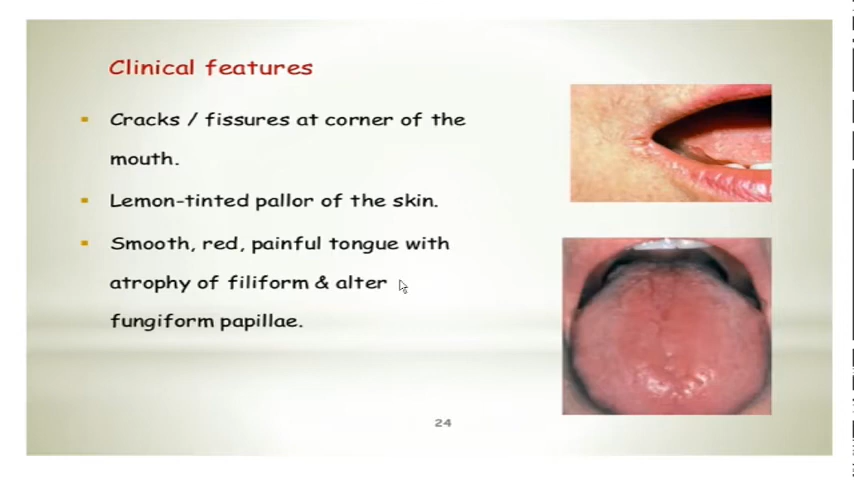 Clinical features
Cracks / fissures at corner of the
mouth.
Lemon-tinted pallor of the skin.
Smooth, red, painful tongue with
atrophy of filiform & alter
fungiform papillae.
24